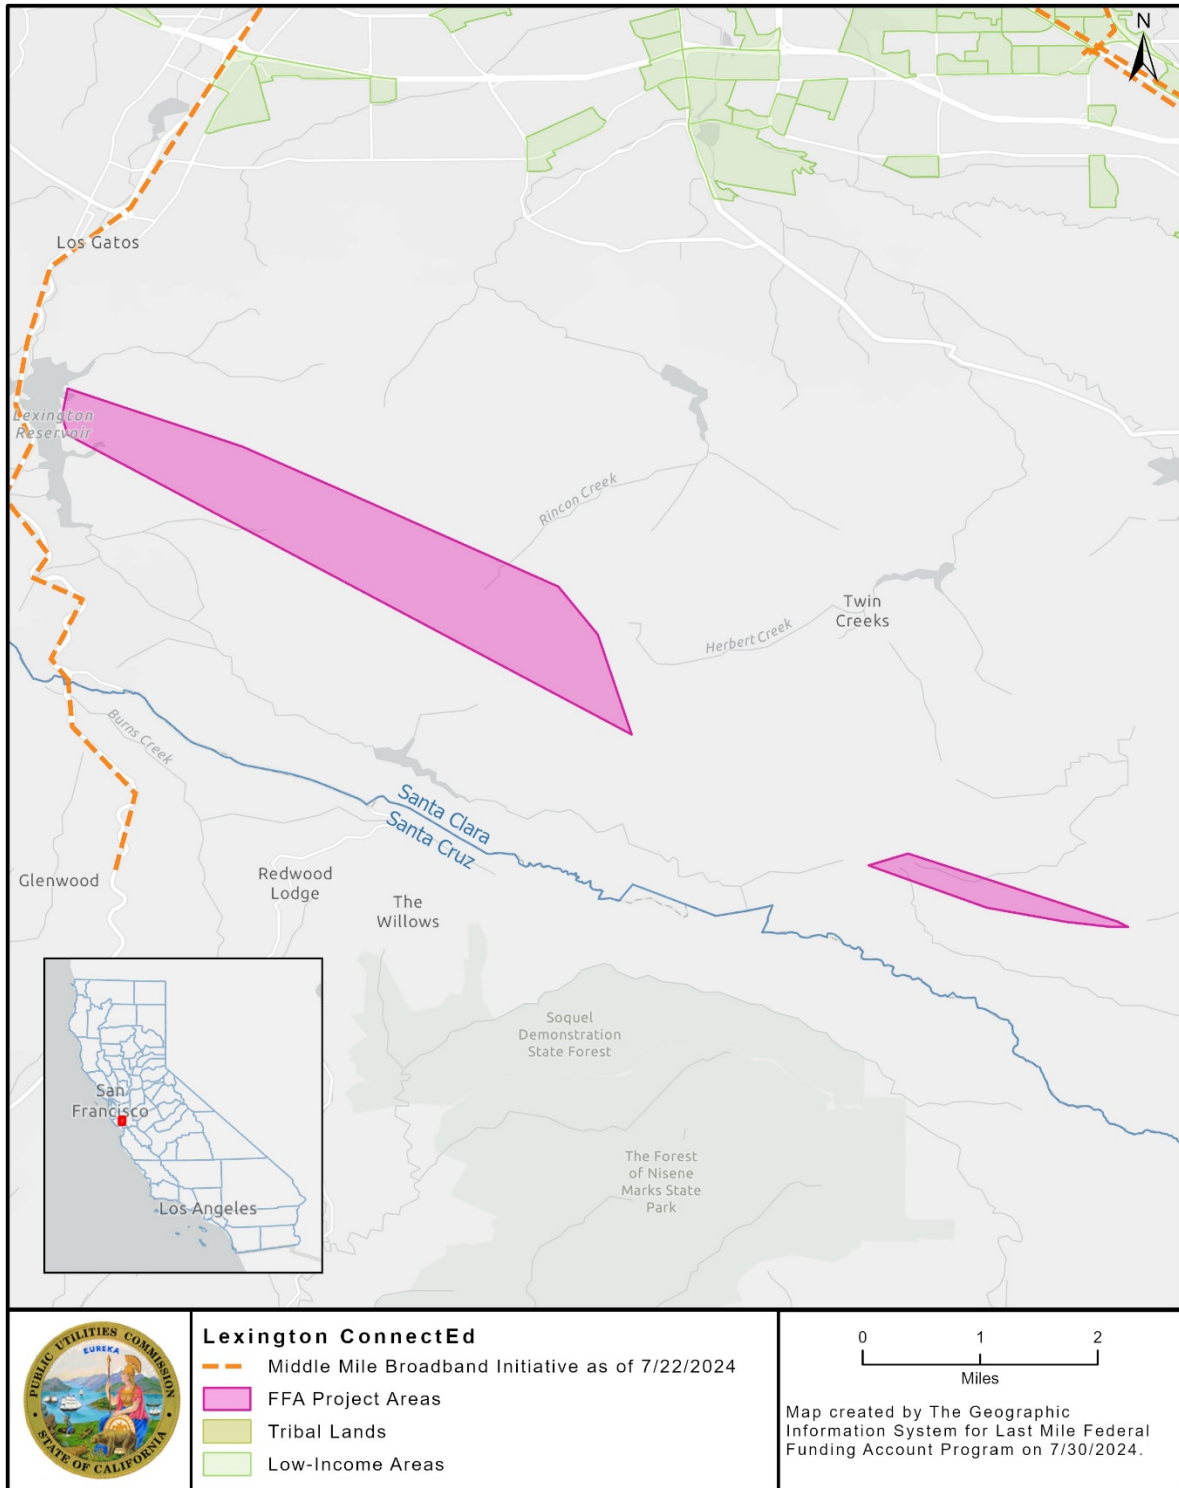 N
Los Gatos
Lexington
Reservoir
Rincon Creek
Twin
Creeks
Herbert Creek
Burns Creek
Santa Clara
Santa Cruz
Glenwood
Redwood
Lodge
The
Willows
Soquel
Demonstration
State Forest
San
Francisco
The Forest
of Nisene
Marks State
Park
Los Angeles
PUBLIC UTILITIES COMMISSION
EUREKA
STATE OF CALIFORNIA
Lexington ConnectEd
Middle Mile Broadband Initiative as of 7/22/2024
FFA Project Areas
Tribal Lands
Low-Income Areas
0 1 2
Miles
Map created by The Geographic
Information System for Last Mile Federal
Funding Account Program on 7/30/2024.